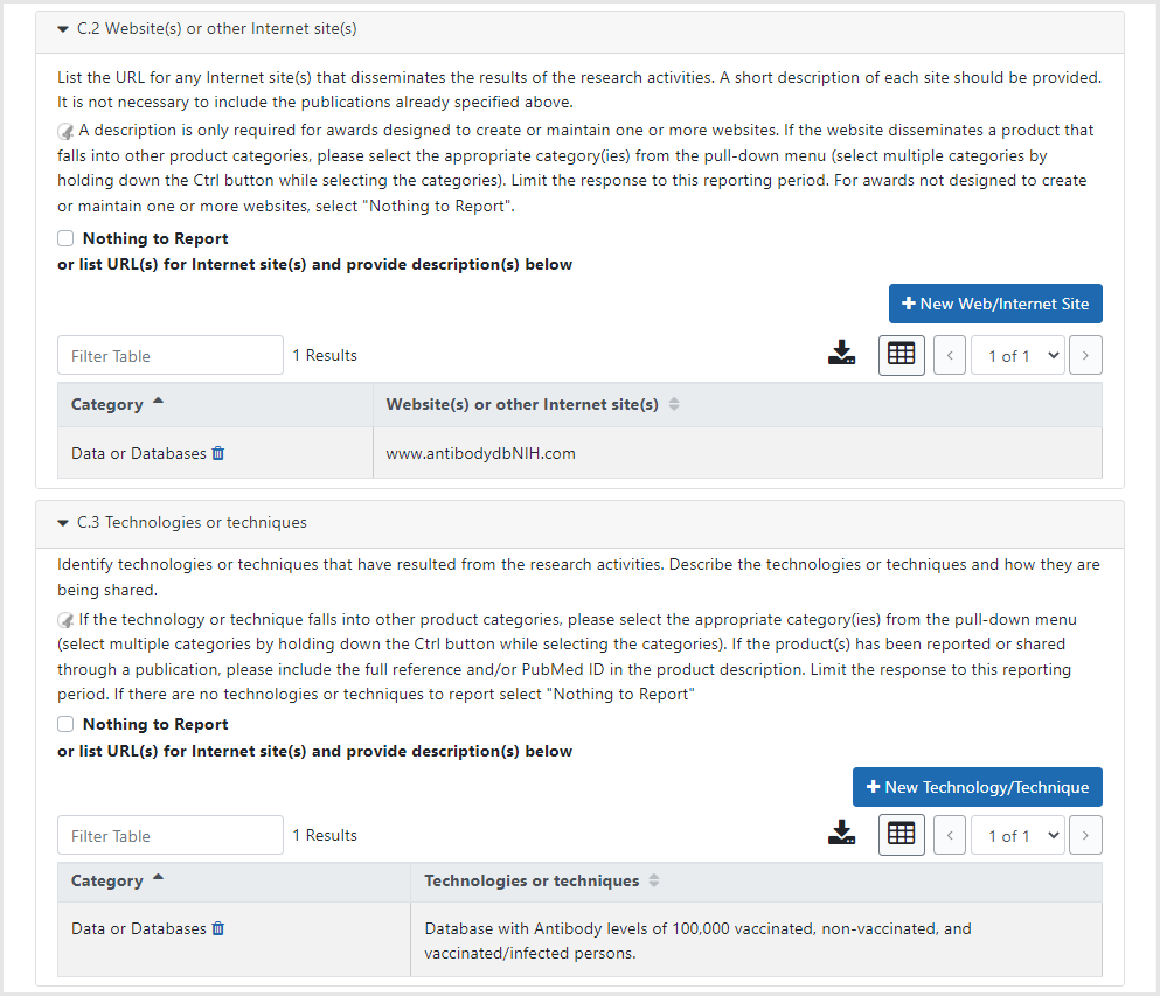 C.2 Website(s) or other Internet site(s)
List the URL for any Internet site(s) that disseminates the results of the research activities. A short description of each site should be provided.
It is not necessary to include the publications already specified above.
A description is only required for awards designed to create or maintain one or more websites. If the website disseminates a product that
falls into other product categories, please select the appropriate category(ies) from the pull-down menu (select multiple categories by
holding down the Ctrl button while selecting the categories). Limit the response to this reporting period. For awards not designed to create
or maintain one or more websites, select "Nothing to Report".
Nothing to Report
or list URL(s) for Internet site(s) and provide description(s) below
New Web/Internet Site
Filter Table 1 Results 1 of 1
Category Website(s) or other Internet site(s)
Data or Databases www.antibodydbNIH.com
C.3 Technologies or techniques
Identify technologies or techniques that have resulted from the research activities. Describe the technologies or techniques and how they are
being shared.
If the technology or technique falls into other product categories, please select the appropriate category(ies) from the pull-down menu
(select multiple categories by holding down the Ctrl button while selecting the categories). If the product(s) has been reported or shared
through a publication, please include the full reference and/or PubMed ID in the product description. Limit the response to this reporting
period. If there are no technologies or techniques to report select "Nothing to Report"
Nothing to Report
or list URL(s) for Internet site(s) and provide description(s) below
New Technology/Technique
Filter Table 1 Results 1 of 1
Category Technologies or techniques
Data or Databases Database with Antibody levels of 100,000 vaccinated, non-vaccinated, and
vaccinated/infected persons.